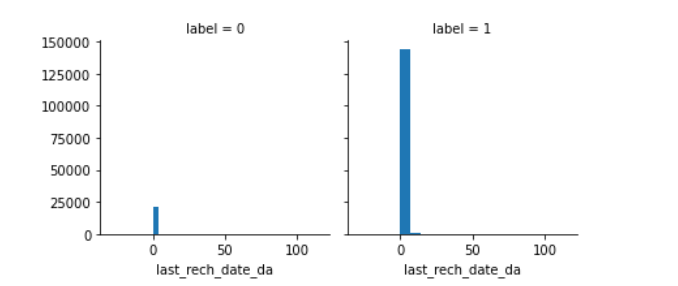 label = 0 label = 1
150000
125000
100000
75000
50000
25000
0
0 50 100 0 50 100
last_rech_date_da last_rech_date_da